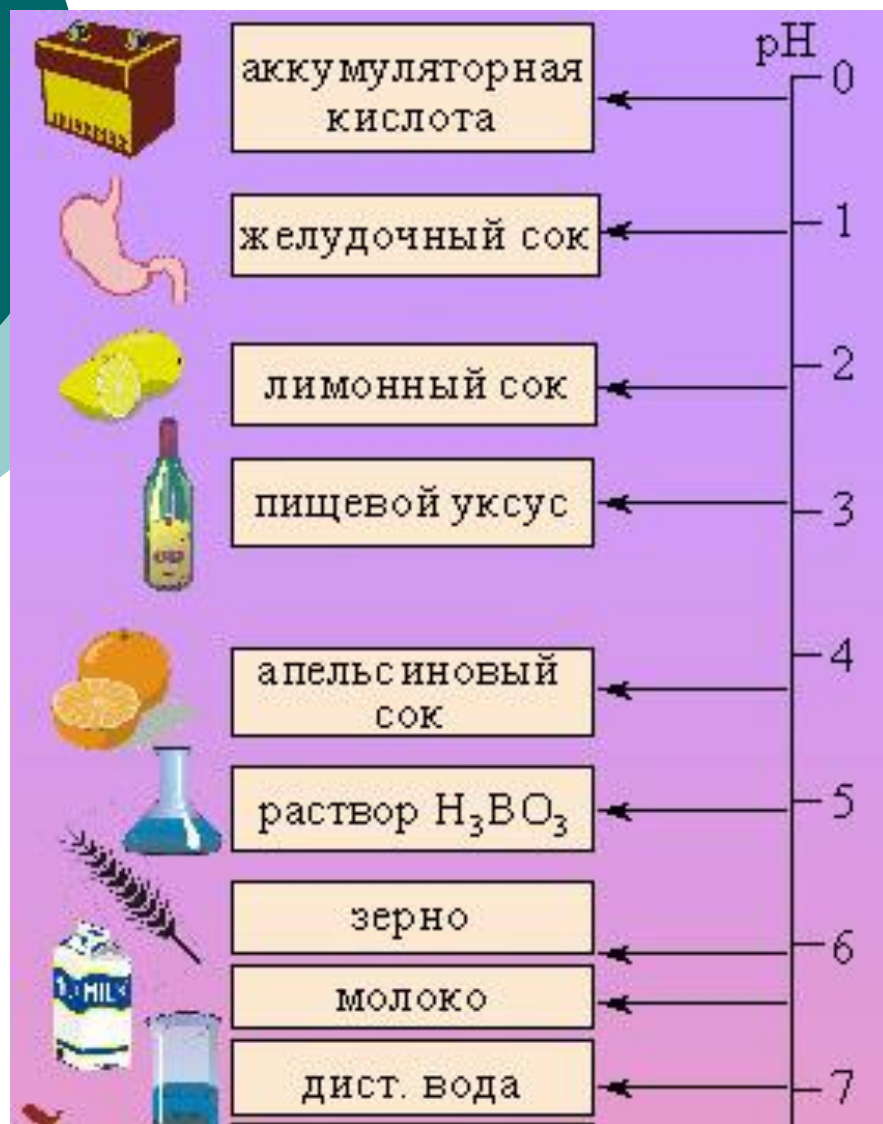 pH
аккумуляторная
кислота
0
желудочный сок
1
лимонный сок
2
пищевой уксус
3
апельсиновый
сок
4
раствор H₃BO₃
5
зерно
6
MILK
молоко
дист. вода
7